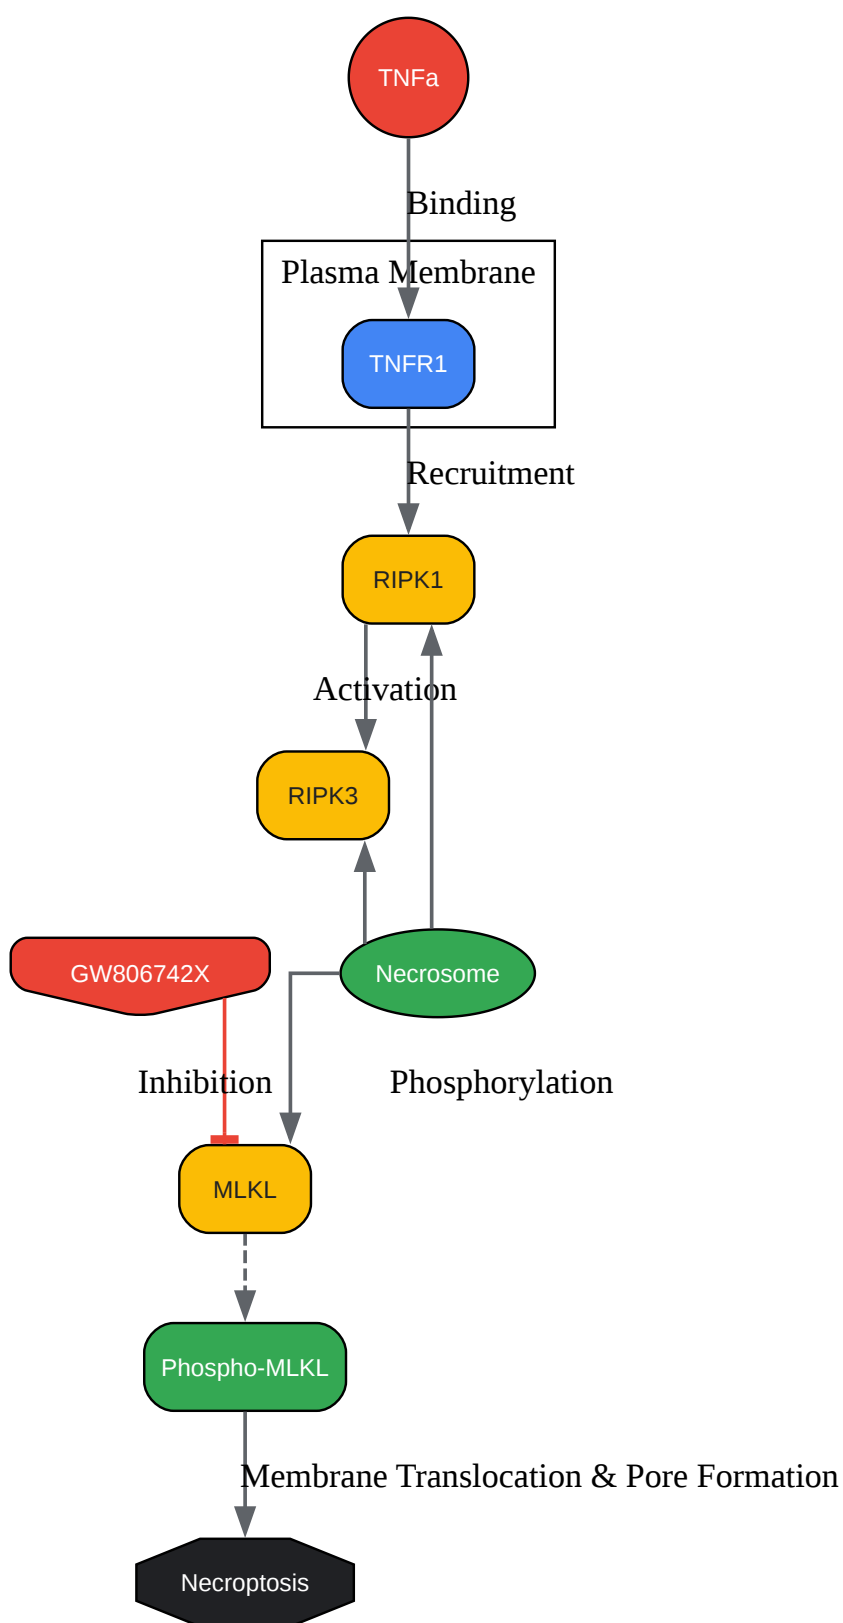 TNFa
Binding
Plasma Membrane
TNFR1
Recruitment
RIPK1
Activation
RIPK3
GW806742X
Necrosome
Inhibition
Phosphorylation
MLKL
Phospho-MLKL
Membrane Translocation & Pore Formation
Necroptosis